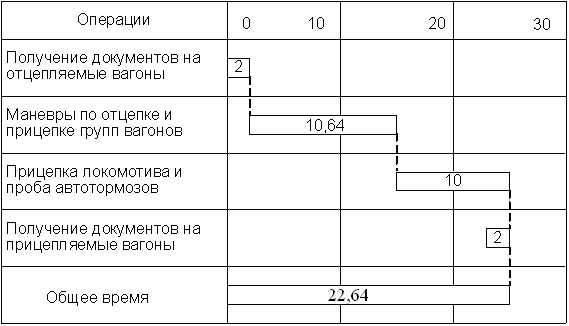 Операции 0 10 20 30
Получение документов на
отцепляемые вагоны
2
Маневры по отцепке и
прицепке групп вагонов
10,64
Прицепка локомотива и
проба автотормозов
10
Получение документов на
прицепляемые вагоны
2
Общее время 22,64